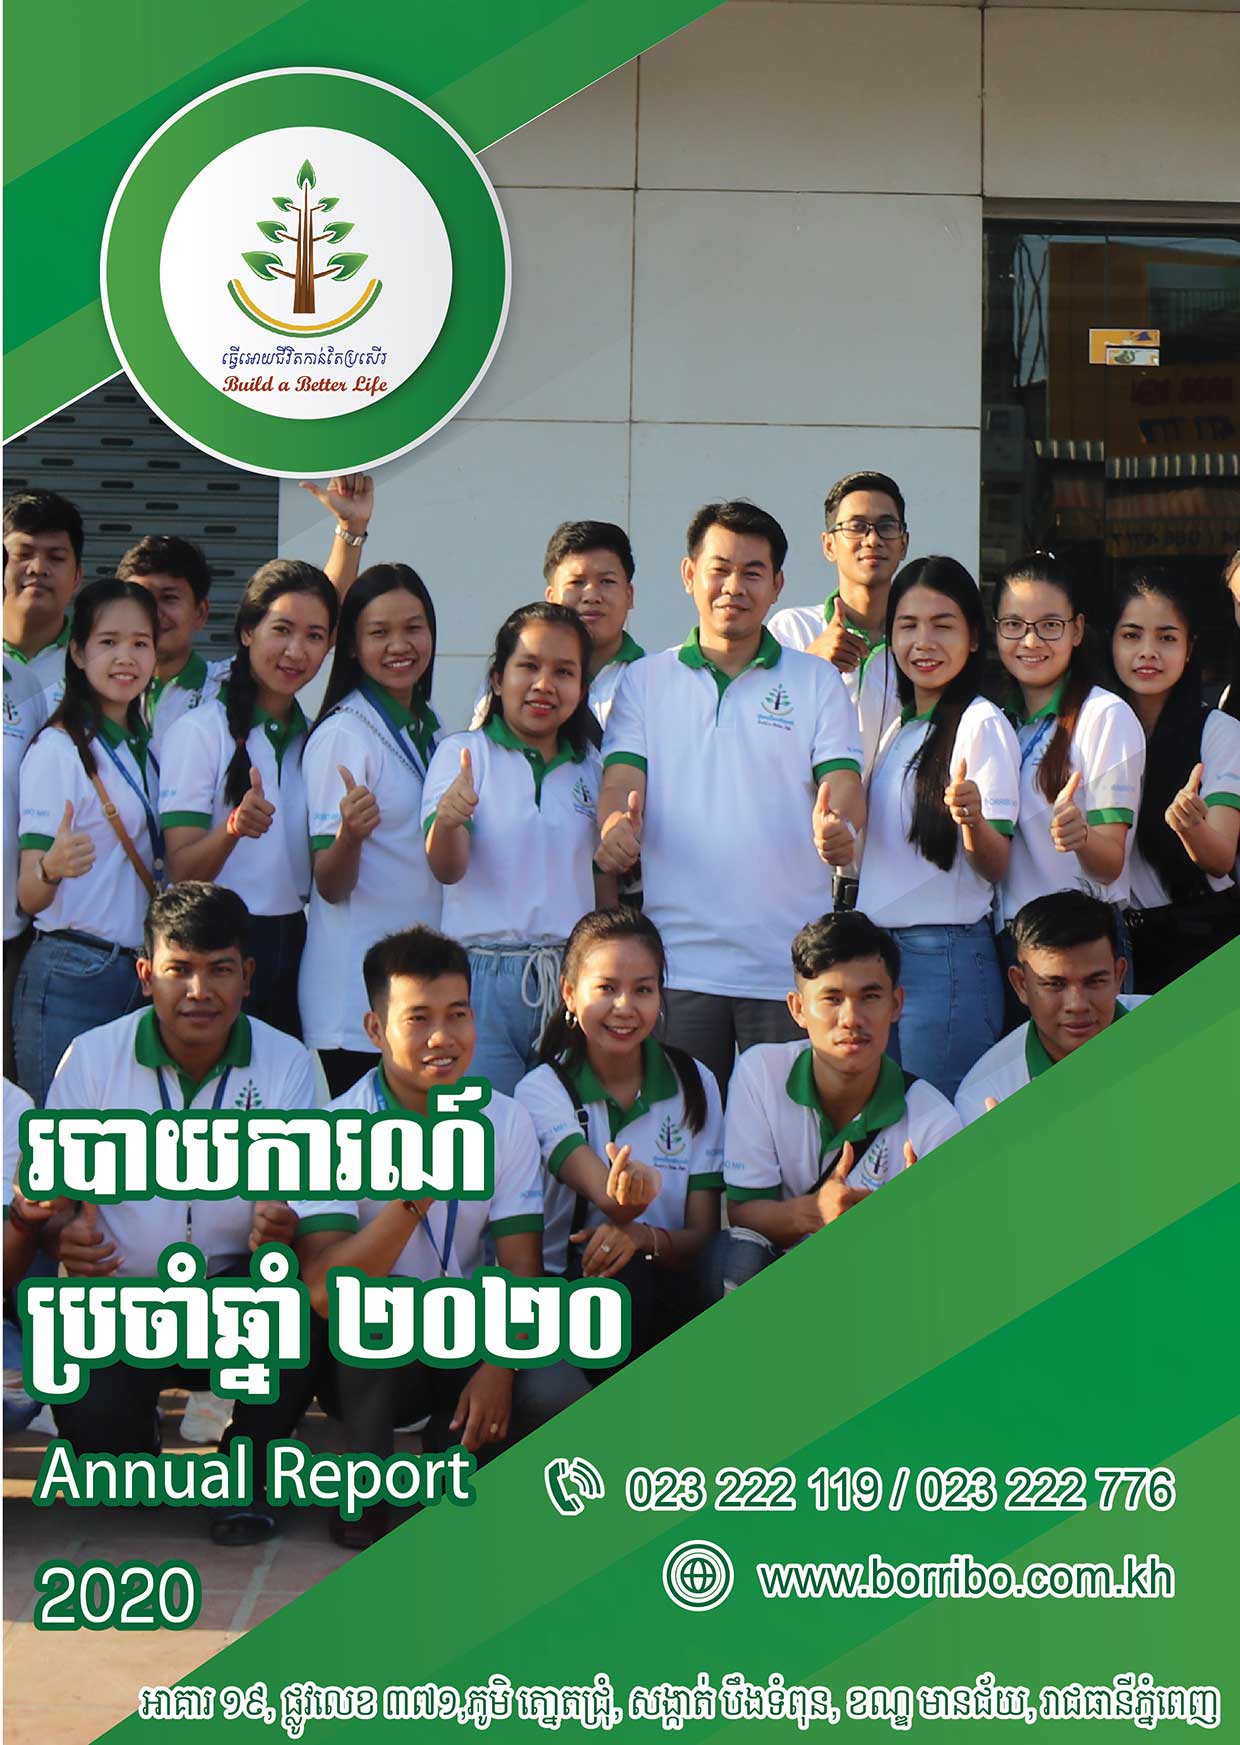 ធ្វើអោយជីវិតកាន់តែប្រសើរ
Build a Better Life
របាយការណ៍
ប្រចាំឆ្នាំ ២០២០
Annual Report
2020
023 222 119 / 023 222 776
www.borribo.com.kh
អាគារ ១៩, ផ្លូវលេខ ៣៧១,ភូមិ ត្នោតជ្រុំ, សង្កាត់ បឹងទំពុន, ខណ្ឌ មានជ័យ, រាជធានីភ្នំពេញ